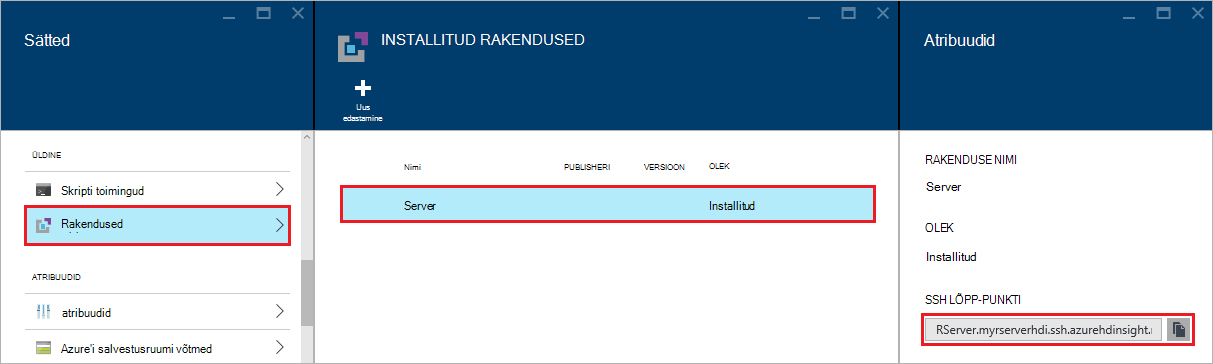 Sätted
ÜLDINE
Skripti toimingud
Rakendused
ATRIBUUDID
atribuudid
Azure'i salvestusruumi võtmed
INSTALLITUD RAKENDUSED
Uus
edastamine
Nimi PUBLISHERI VERSIOON OLEK
Server Installitud
Atribuudid
RAKENDUSE NIMI
Server
OLEK
Installitud
SSH LÕPP-PUNKTI
RServer.myrserverhdi.ssh.azurehdinsight.